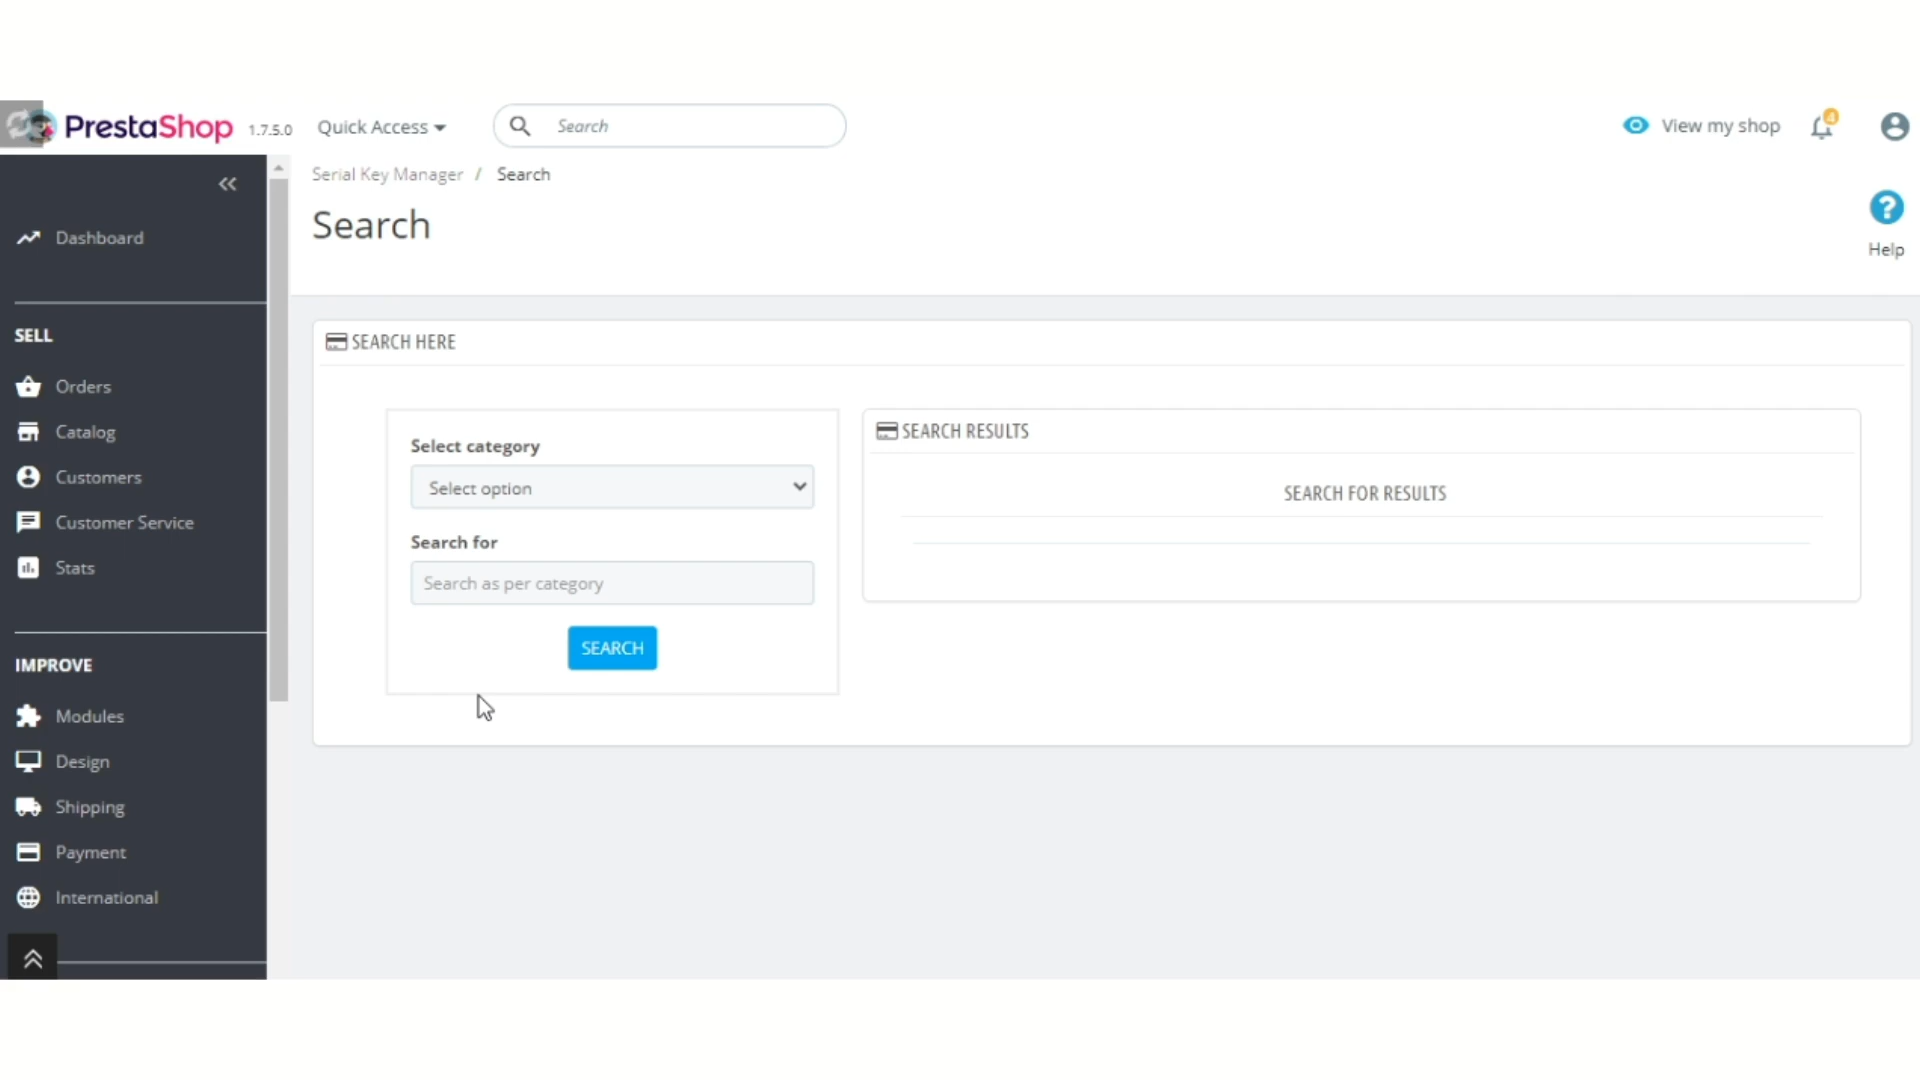 PrestaShop 1.7.5.0 Quick Access Search View my shop 4
Serial Key Manager / Search
Search
? Help
Dashboard
SELL
Orders
Catalog
Customers
Customer Service
Stats
IMPROVE
Modules
Design
Shipping
Payment
International
SEARCH HERE
Select category
Select option
Search for
Search as per category
SEARCH
SEARCH RESULTS
SEARCH FOR RESULTS